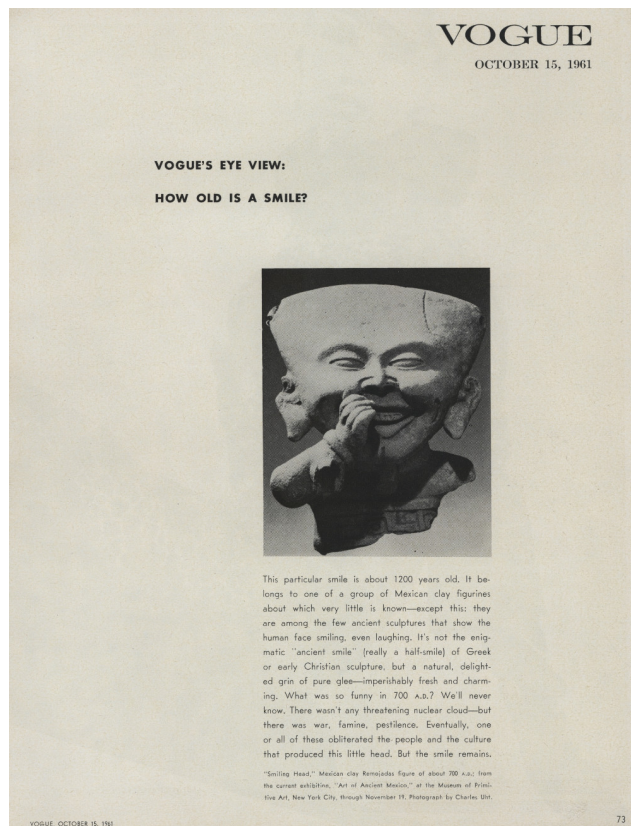 VOGUE
OCTOBER 15, 1961
VOGUE'S EYE VIEW:
HOW OLD IS A SMILE?
This particular smile is about 1200 years old. It be-
longs to one of a group of Mexican clay figurines
about which very little is known—except this: they
are among the few ancient sculptures that show the
human face smiling, even laughing. It's not the enig-
matic "ancient smile" (really a half-smile) of Greek
or early Christian sculpture, but a natural, delight-
ed grin of pure glee—imperishably fresh and charm-
ing. What was so funny in 700 A.D.? We'll never
know. There wasn't any threatening nuclear cloud—but
there was war, famine, pestilence. Eventually, one
or all of these obliterated the people and the culture
that produced this little head. But the smile remains.
"Smiling Head," Mexican clay Remojadas figure of about 700 A.D.; from
the current exhibition, "Art of Ancient Mexico," at the Museum of Primi-
tive Art, New York City, through November 19. Photograph by Charles Uht.
VOGUE, OCTOBER 15, 1961
73